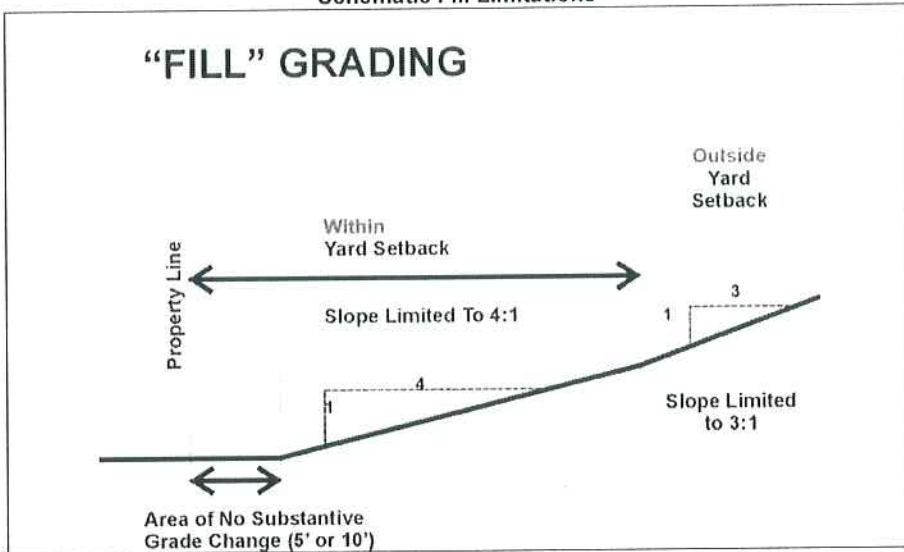 “FILL” GRADING
Outside
Yard
Setback
Within
Yard Setback
Property Line
3
1
Slope Limited To 4:1
4
1
Slope Limited
to 3:1
Area of No Substantive
Grade Change (5' or 10')